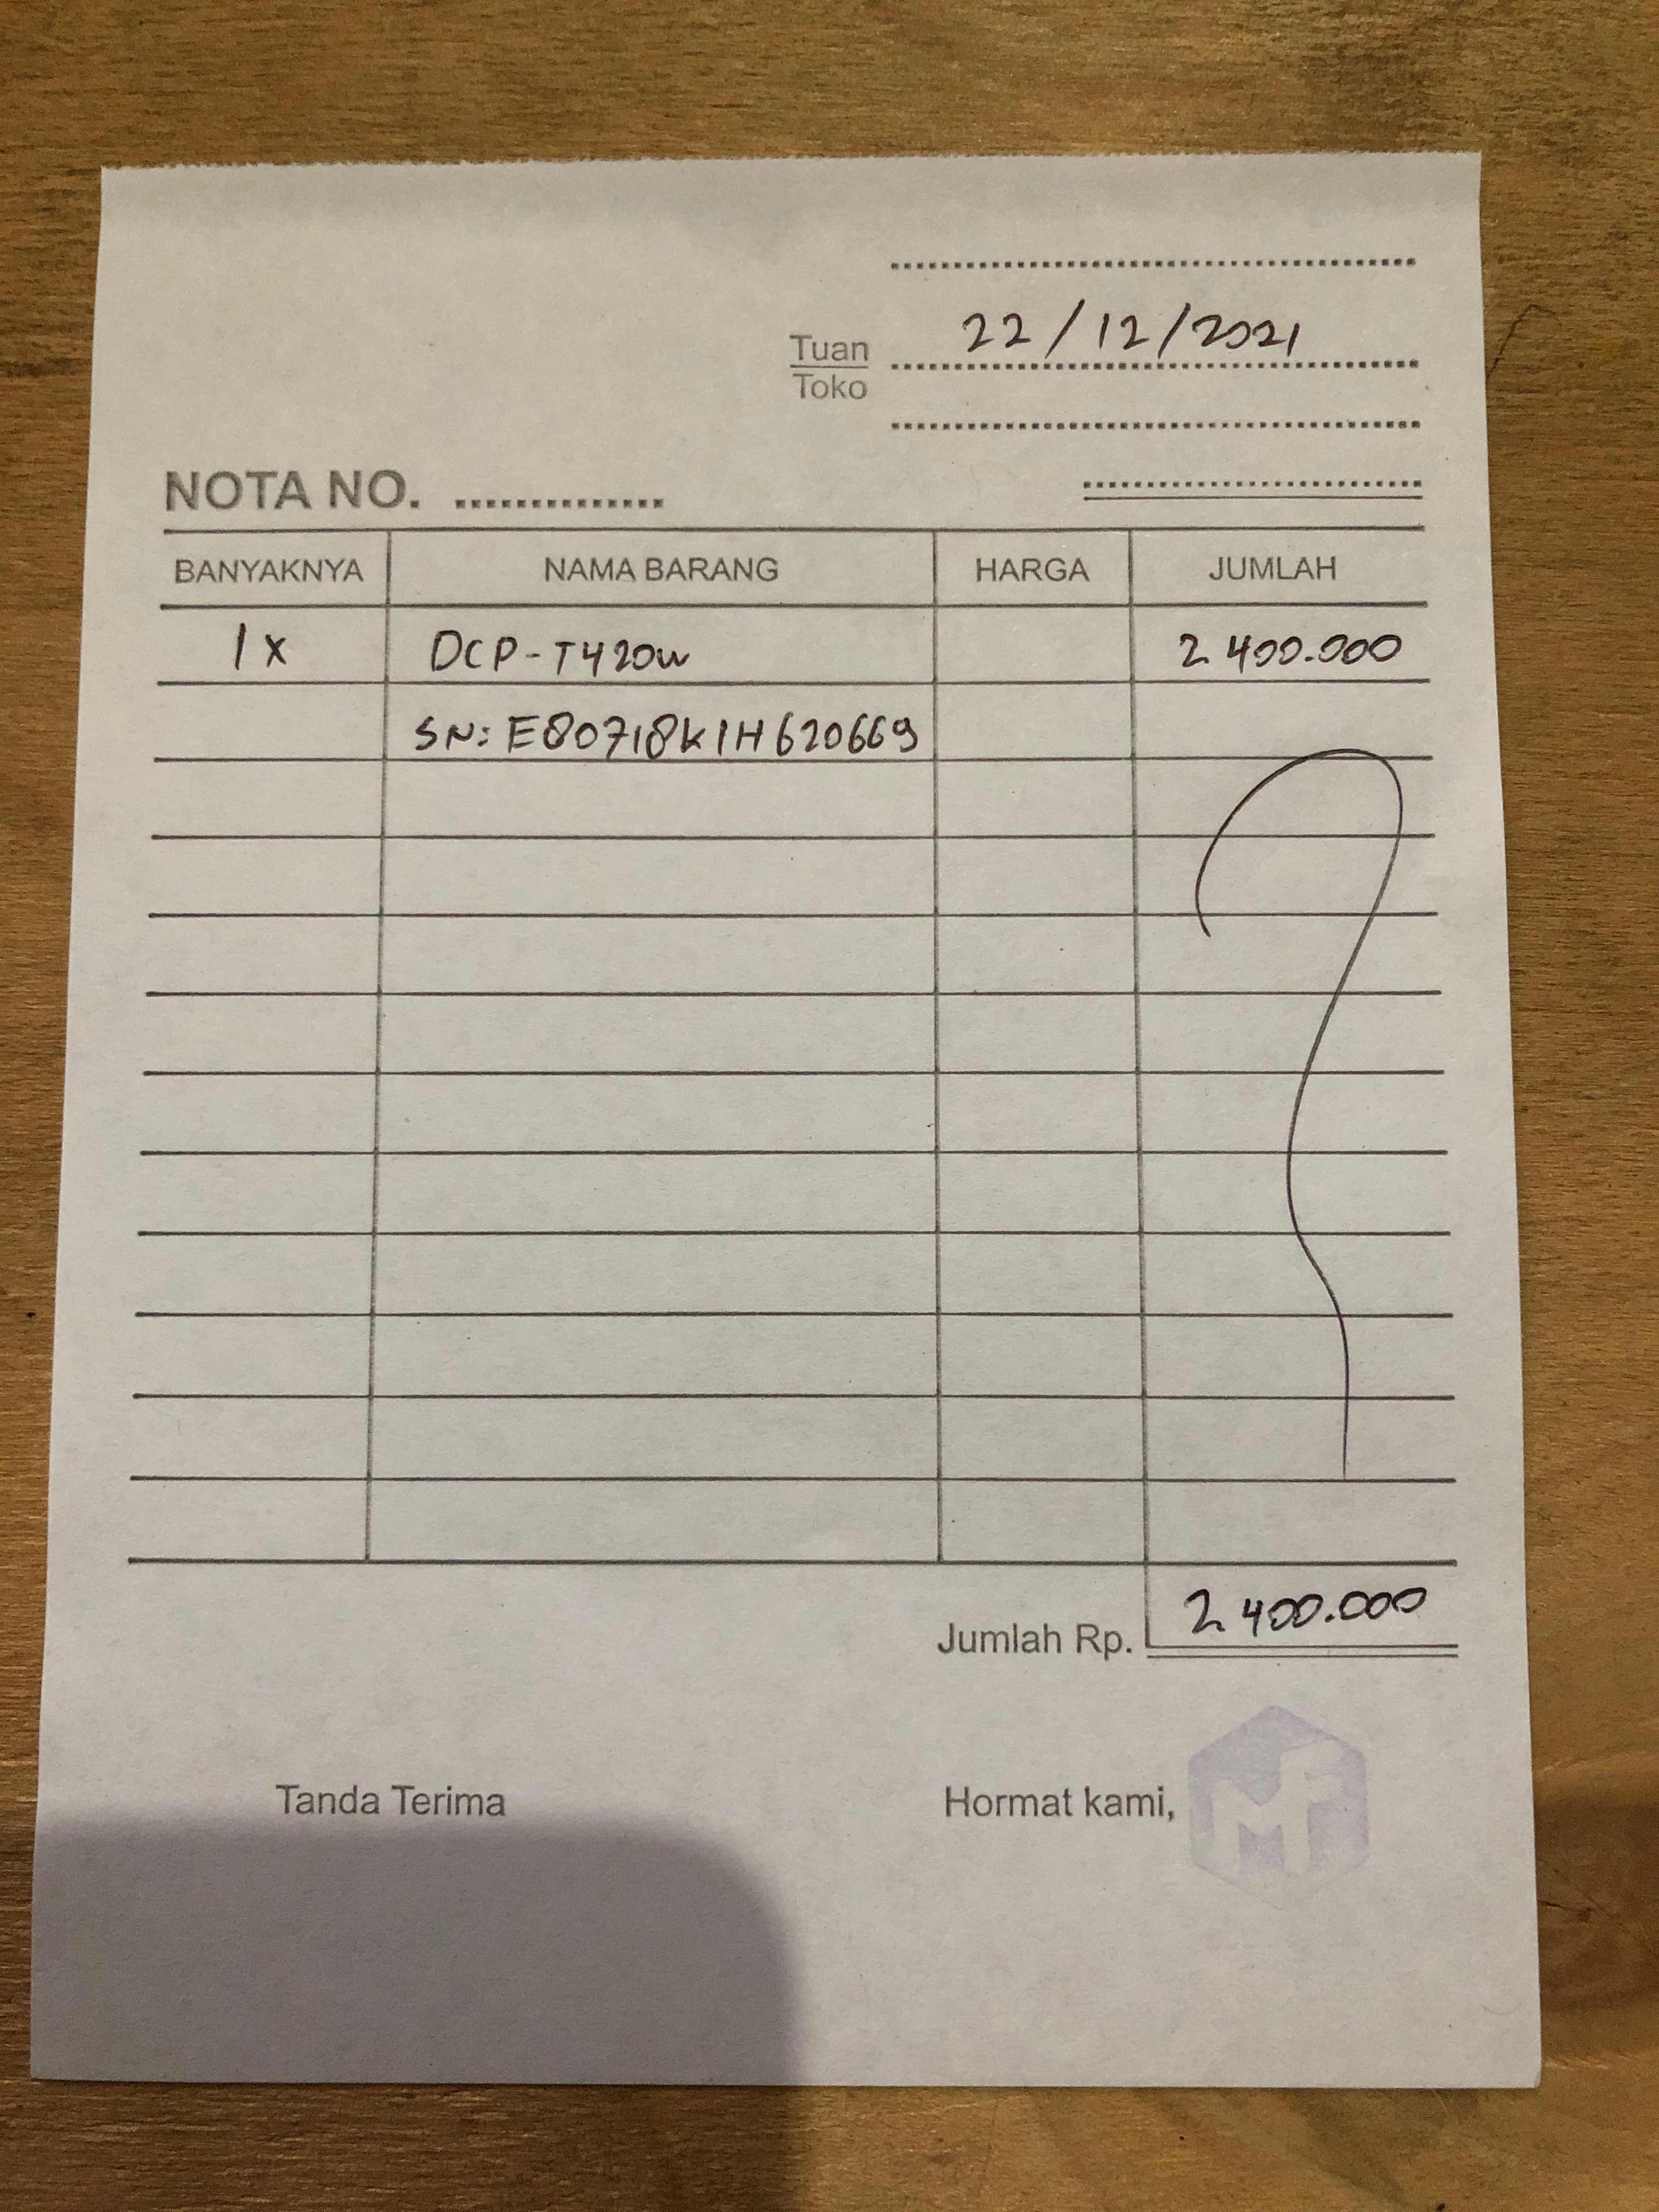 22/12/2021
Tuan
Toko
NOTA NO. ..............
BANYAKNYA NAMA BARANG HARGA JUMLAH
1x DCP-T420W 2.400.000
SN: E80718K1H620669
Jumlah Rp. 2.400.000
Tanda Terima Hormat kami,
MF